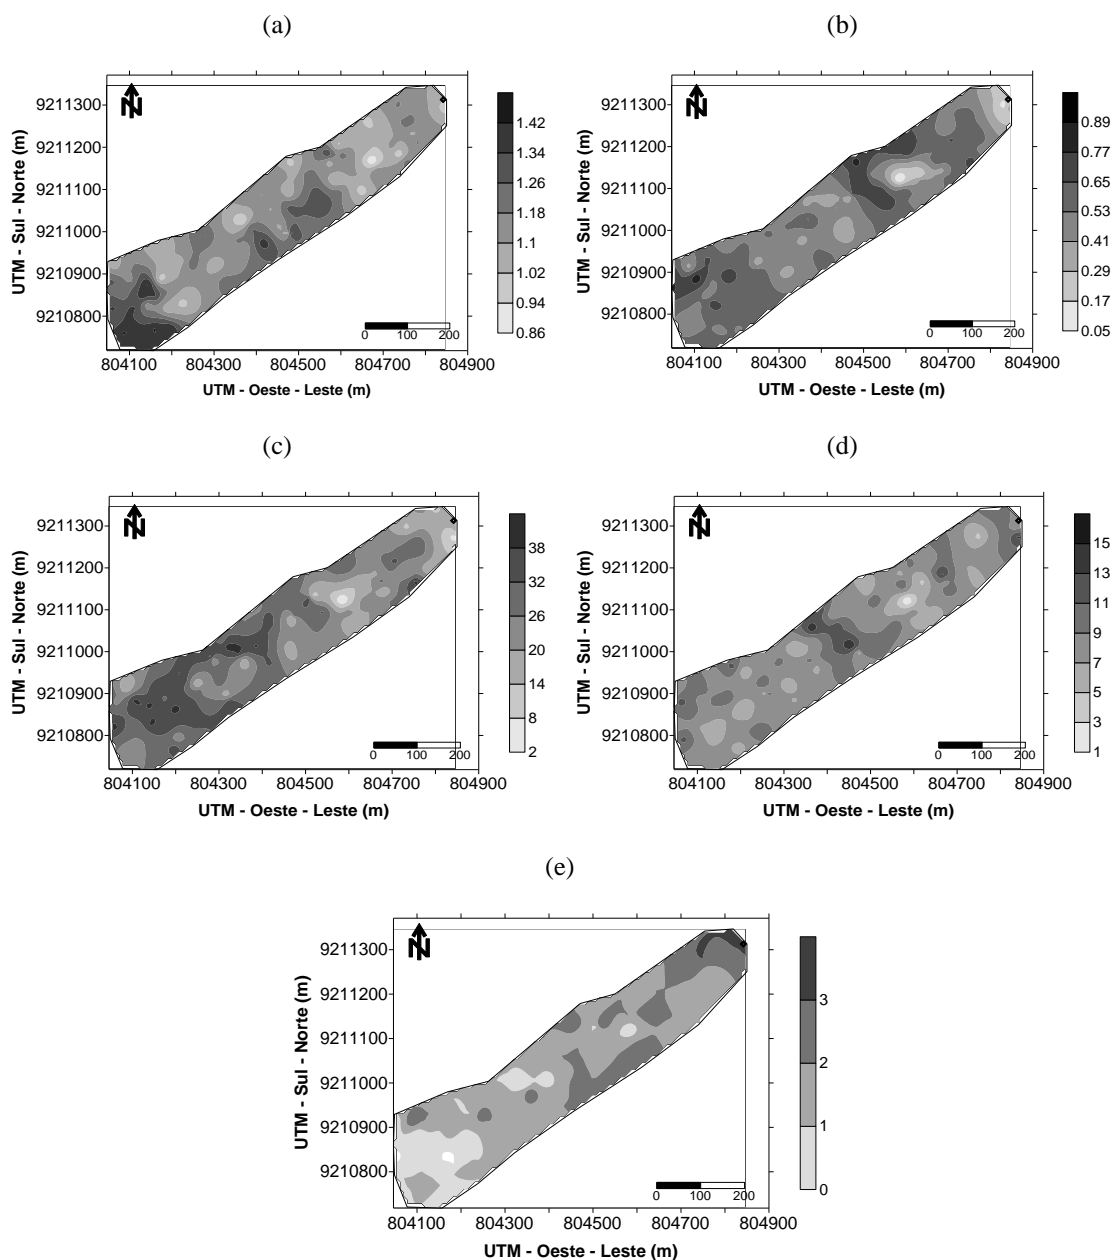 (a)
(b)
9211300
9211200
9211100
9211000
9210900
9210800
UTM - Sul - Norte (m)
N
0 100 200
804100 804300 804500 804700 804900
UTM - Oeste - Leste (m)
1.42
1.34
1.26
1.18
1.1
1.02
0.94
0.86
9211300
9211200
9211100
9211000
9210900
9210800
UTM - Sul - Norte (m)
N
0 100 200
804100 804300 804500 804700 804900
UTM - Oeste - Leste (m)
0.89
0.77
0.65
0.53
0.41
0.29
0.17
0.05
(c)
(d)
9211300
9211200
9211100
9211000
9210900
9210800
UTM - Sul - Norte (m)
N
0 100 200
804100 804300 804500 804700 804900
UTM - Oeste - Leste (m)
38
32
26
20
14
8
2
9211300
9211200
9211100
9211000
9210900
9210800
UTM - Sul - Norte (m)
N
0 100 200
804100 804300 804500 804700 804900
UTM - Oeste - Leste (m)
15
13
11
9
7
5
3
1
(e)
9211300
9211200
9211100
9211000
9210900
9210800
UTM - Sul - Norte (m)
N
0 100 200
804100 804300 804500 804700 804900
UTM - Oeste - Leste (m)
3
2
1
0